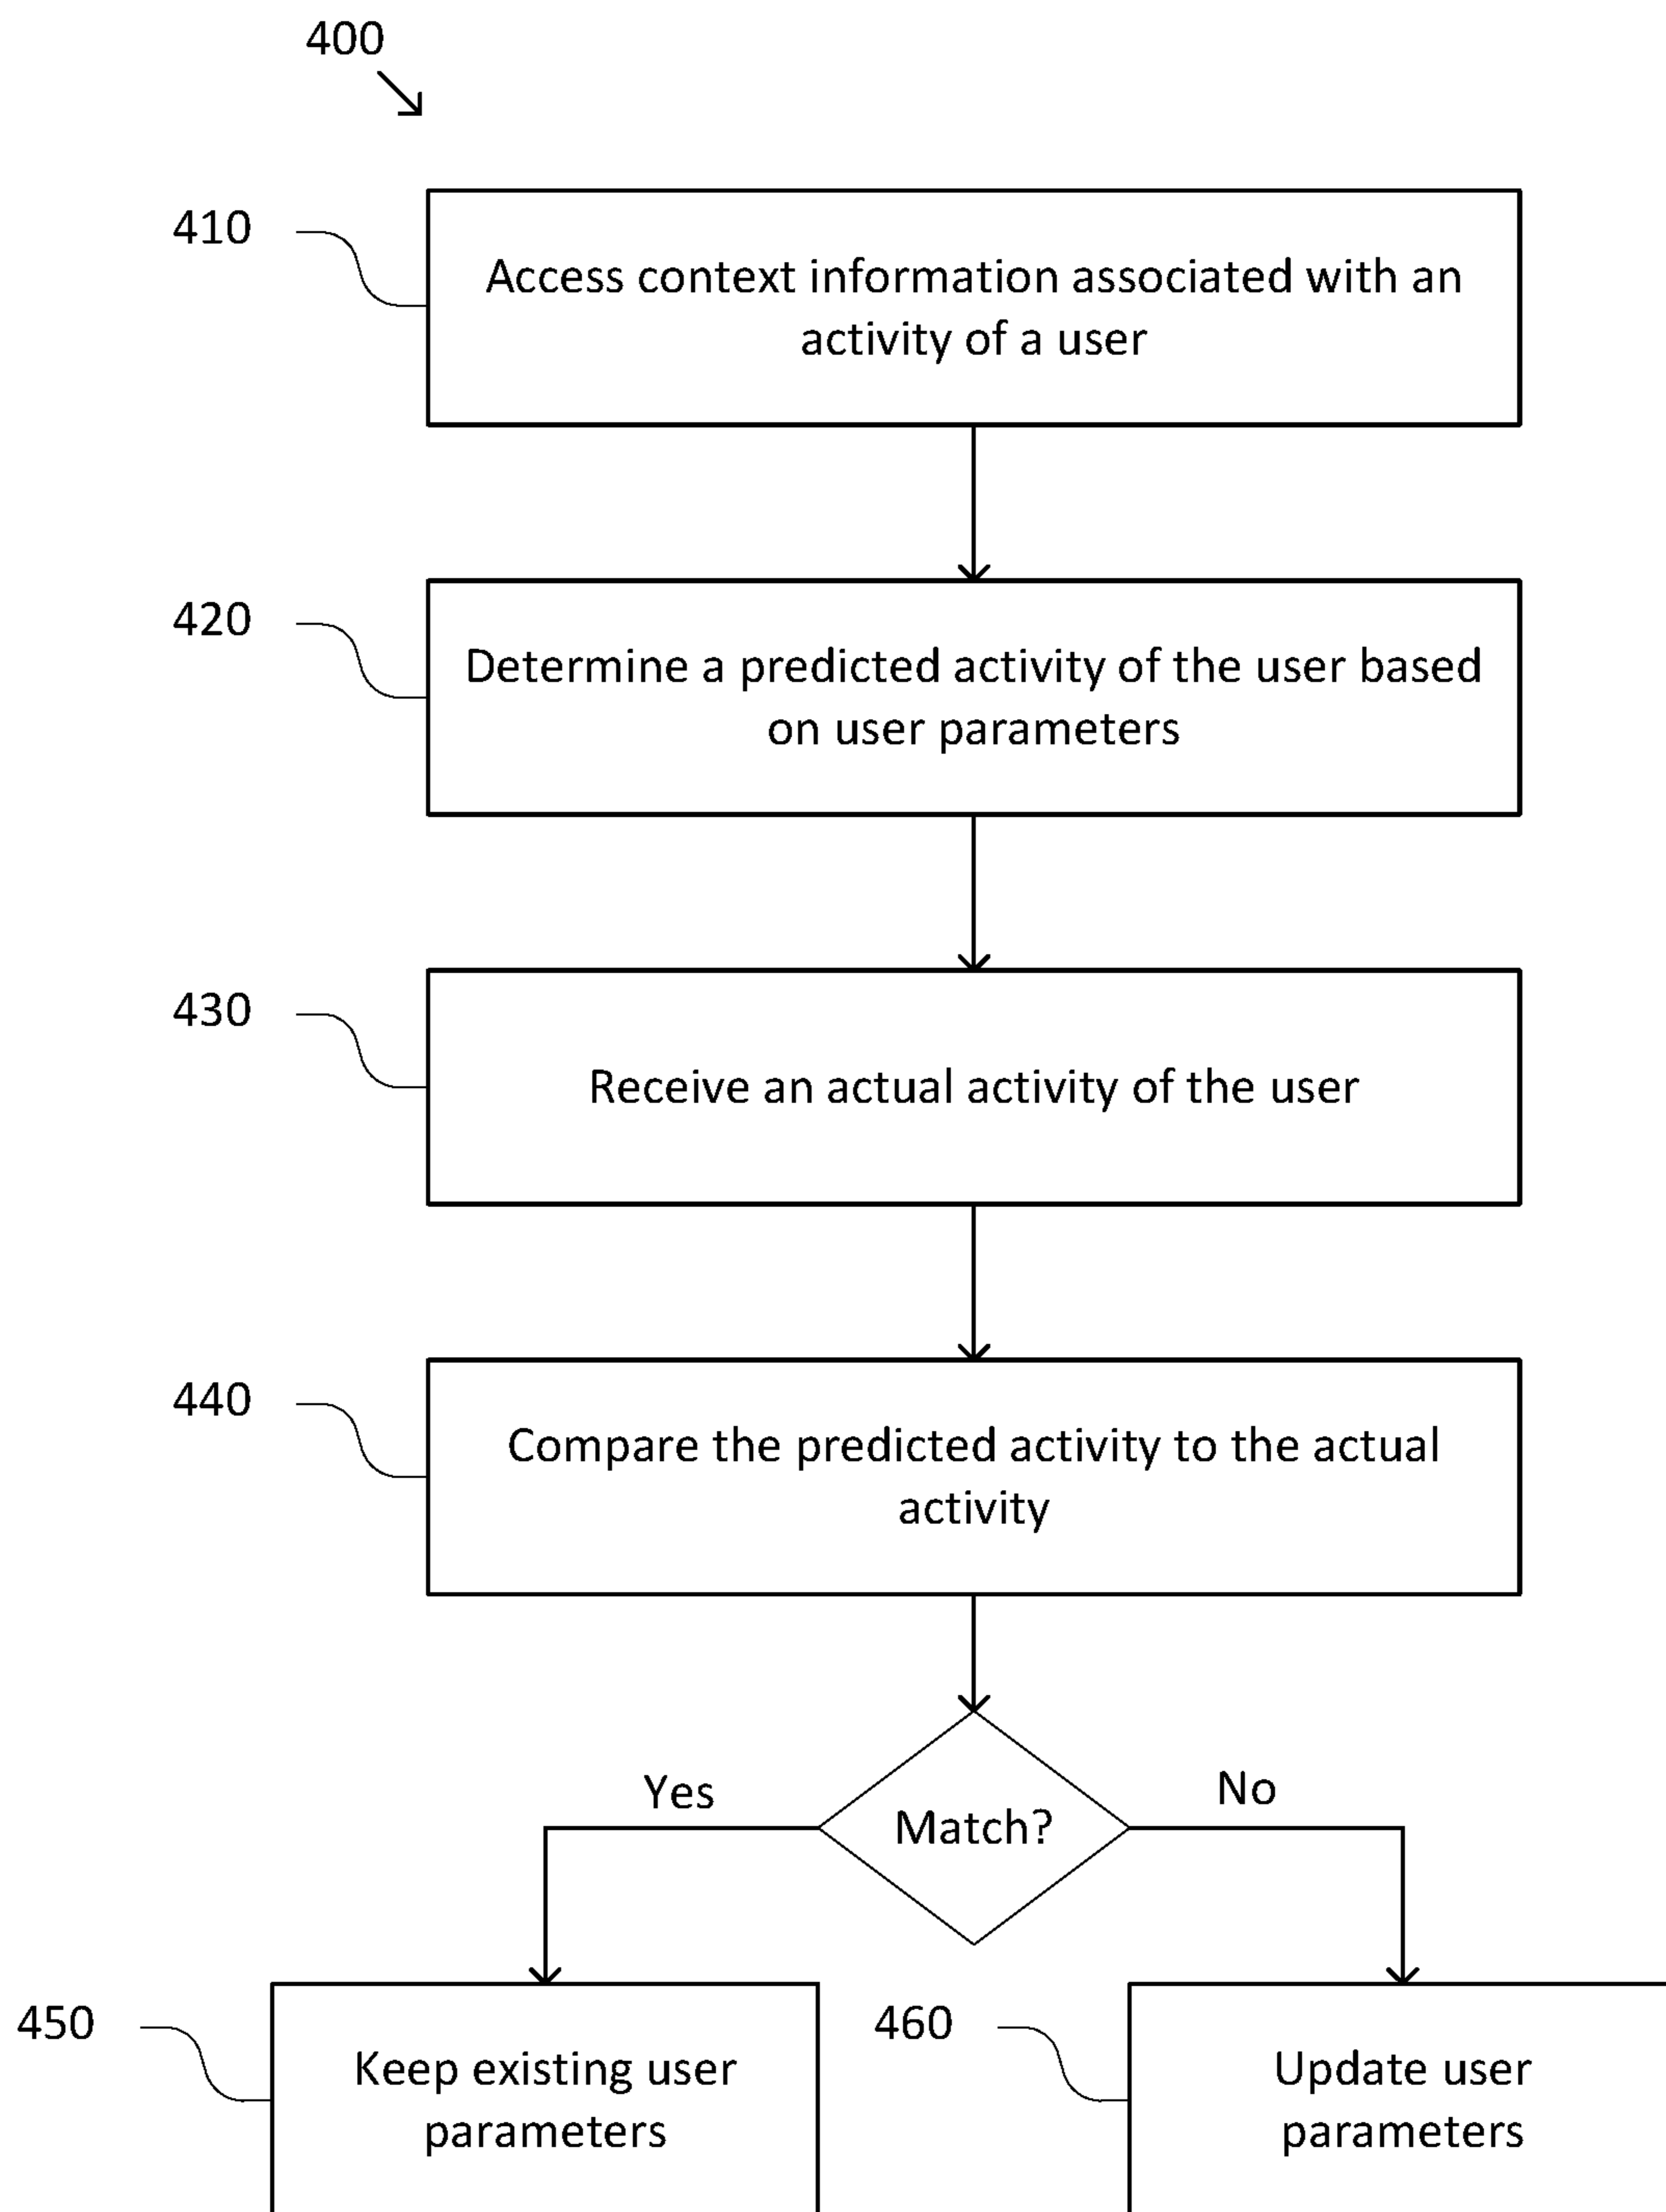 400
410
Access context information associated with an
activity of a user
420
Determine a predicted activity of the user based
on user parameters
430
Receive an actual activity of the user
440
Compare the predicted activity to the actual
activity
Yes
No
Match?
450
Keep existing user
parameters
460
Update user
parameters